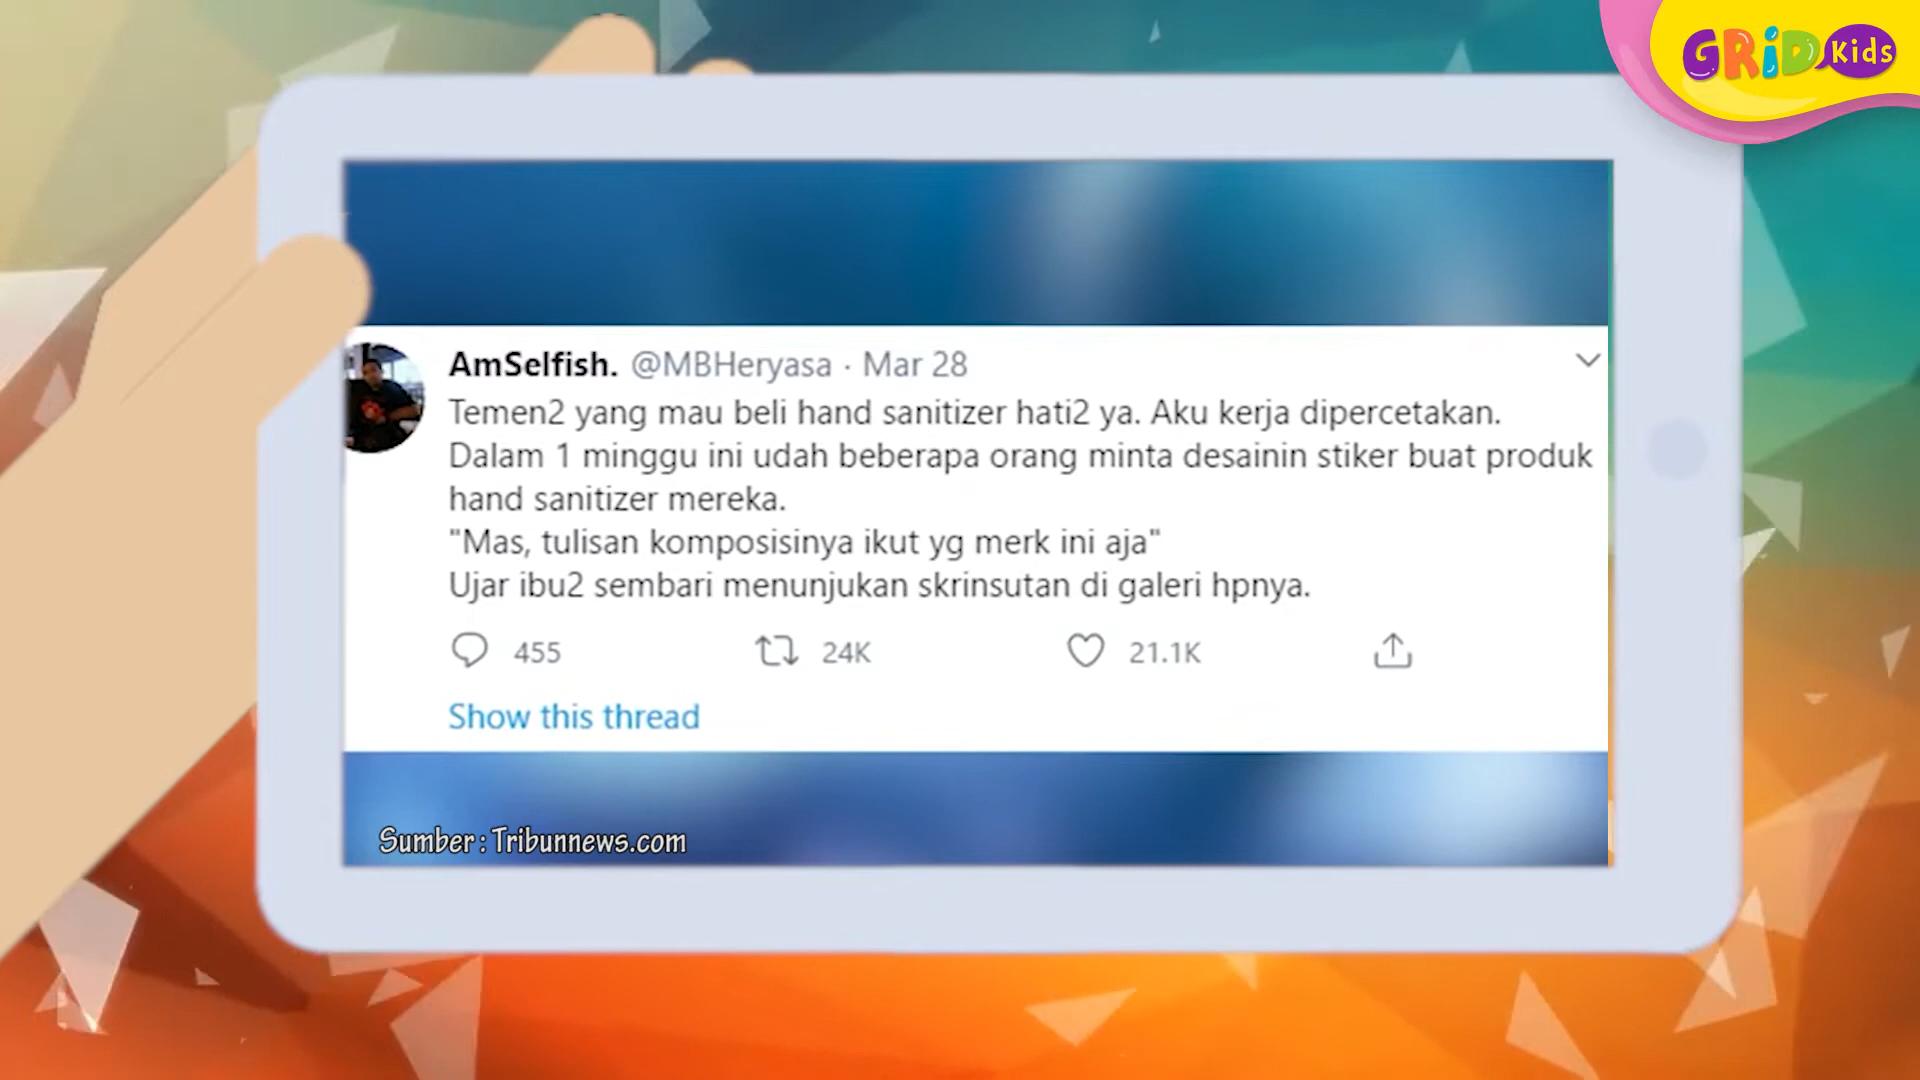 GRiD Kids
AmSelfish. @MBHeryasa · Mar 28
Temen2 yang mau beli hand sanitizer hati2 ya. Aku kerja dipercetakan.
Dalam 1 minggu ini udah beberapa orang minta desainin stiker buat produk
hand sanitizer mereka.
"Mas, tulisan komposisinya ikut yg merk ini aja"
Ujar ibu2 sembari menunjukan skrinsutan di galeri hpnya.
455 24K 21.1K
Show this thread
Sumber : Tribunnews.com